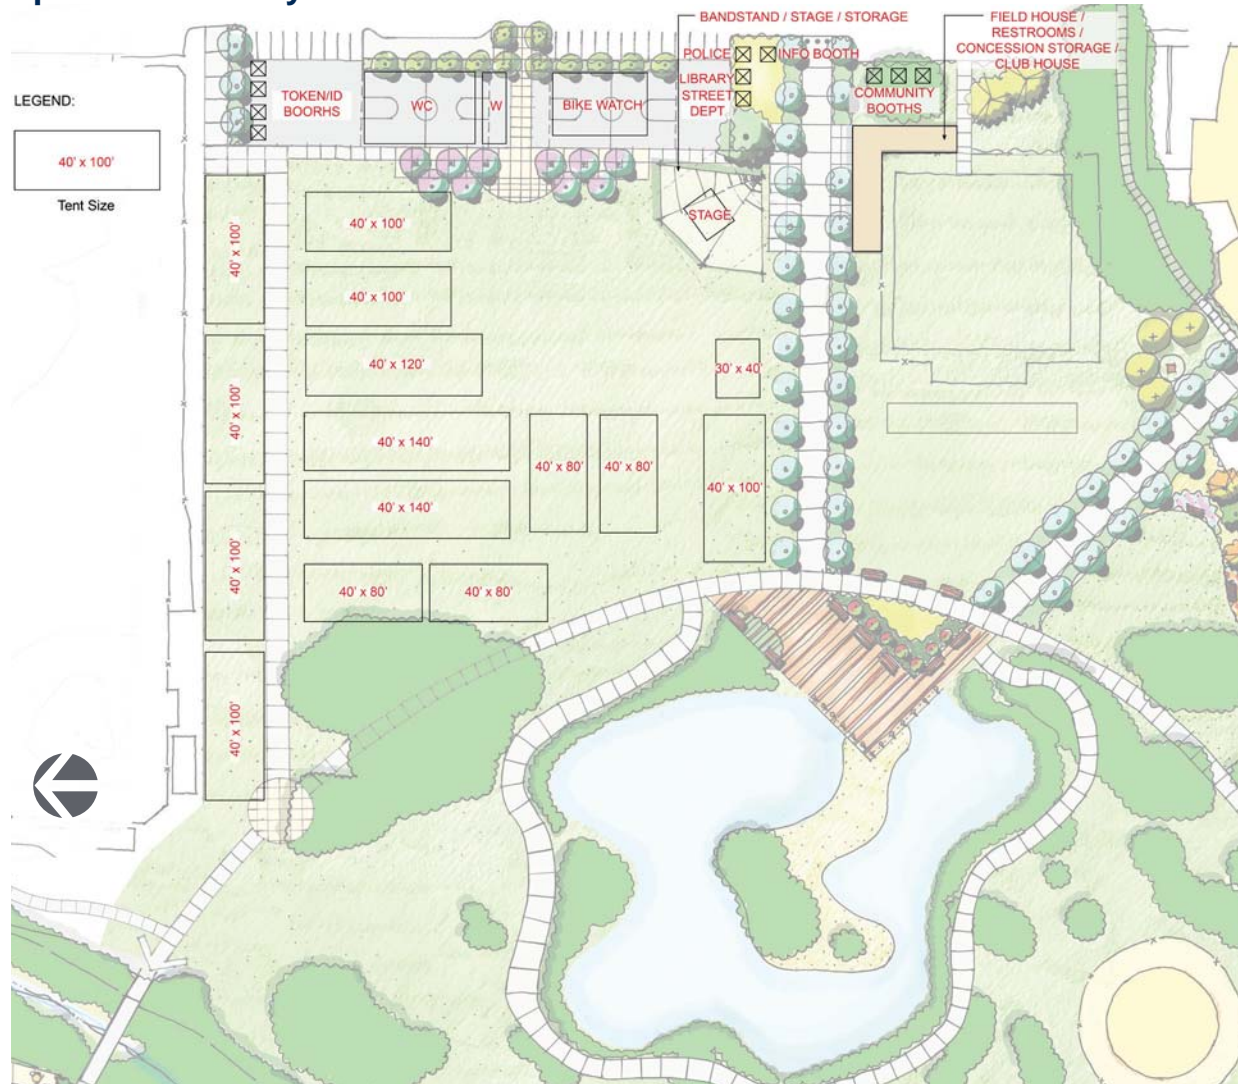 BANDSTAND / STAGE / STORAGE
FIELD HOUSE /
RESTROOMS /
CONCESSION STORAGE /
CLUB HOUSE
POLICE
INFO BOOTH
LIBRARY
STREET
DEPT.
COMMUNITY
BOOTHS
LEGEND:
40' x 100'
Tent Size
TOKEN/ID
BOORHS
WC
W
BIKE WATCH
STAGE
40' x 100'
40' x 100'
40' x 100'
40' x 120'
30' x 40'
40' x 100'
40' x 140'
40' x 80'
40' x 80'
40' x 100'
40' x 140'
40' x 100'
40' x 80'
40' x 80'
40' x 100'